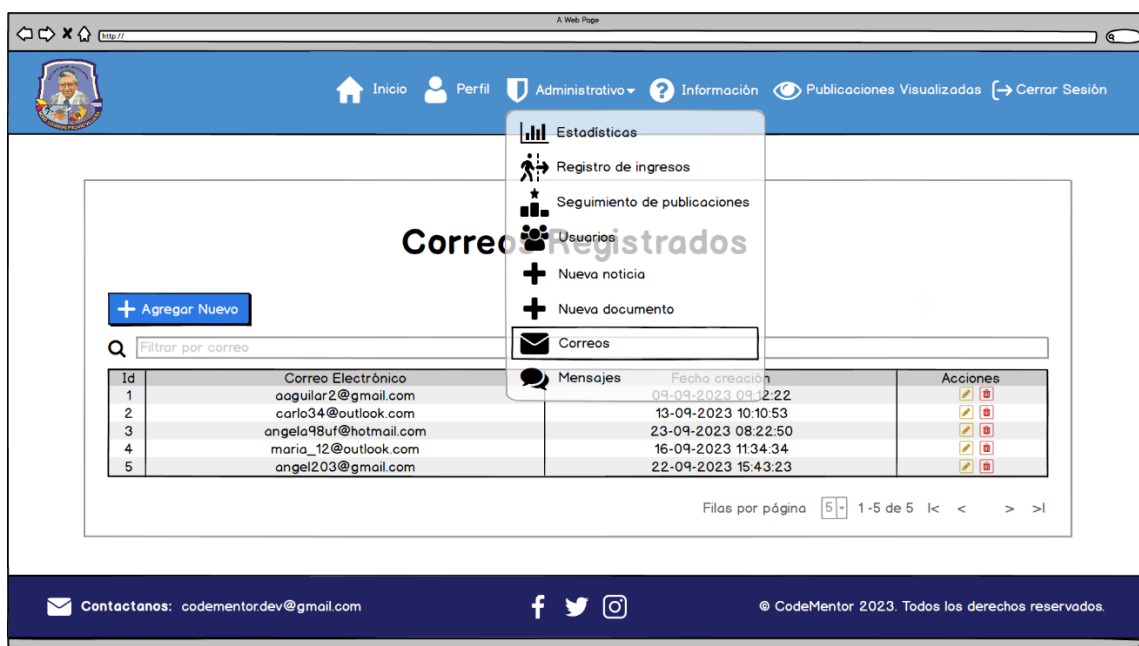 A Web Page
http://
Inicio Perfil Administrativo Información Publicaciones Visualizadas Cerrar Sesión
Estadísticas
Registro de ingresos
Seguimiento de publicaciones
Usuarios
Correos Registrados
Nueva noticia
Agregar Nuevo
Nueva documento
Filtrar por correo
Correos
Mensajes
Id Correo Electrónico Fecha creación Acciones
1 aaguilar2@gmail.com 09-09-2023 09:12:22
2 carlo34@outlook.com 13-09-2023 10:10:53
3 angela98uf@hotmail.com 23-09-2023 08:22:50
4 maria_12@outlook.com 16-09-2023 11:34:34
5 angel203@gmail.com 22-09-2023 15:43:23
Filas por página 5 1-5 de 5 |< < > >|
Contactanos: codementor.dev@gmail.com
© CodeMentor 2023. Todos los derechos reservados.